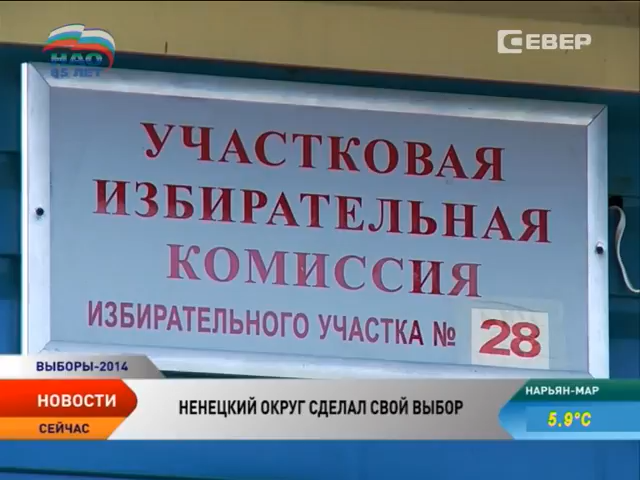 НАО
85 ЛЕТ
СЕВЕР
УЧАСТКОВАЯ
ИЗБИРАТЕЛЬНАЯ
КОМИССИЯ
ИЗБИРАТЕЛЬНОГО УЧАСТКА № 28
ВЫБОРЫ-2014
НОВОСТИ
СЕЙЧАС
НЕНЕЦКИЙ ОКРУГ СДЕЛАЛ СВОЙ ВЫБОР
НАРЬЯН-МАР
5.9°C